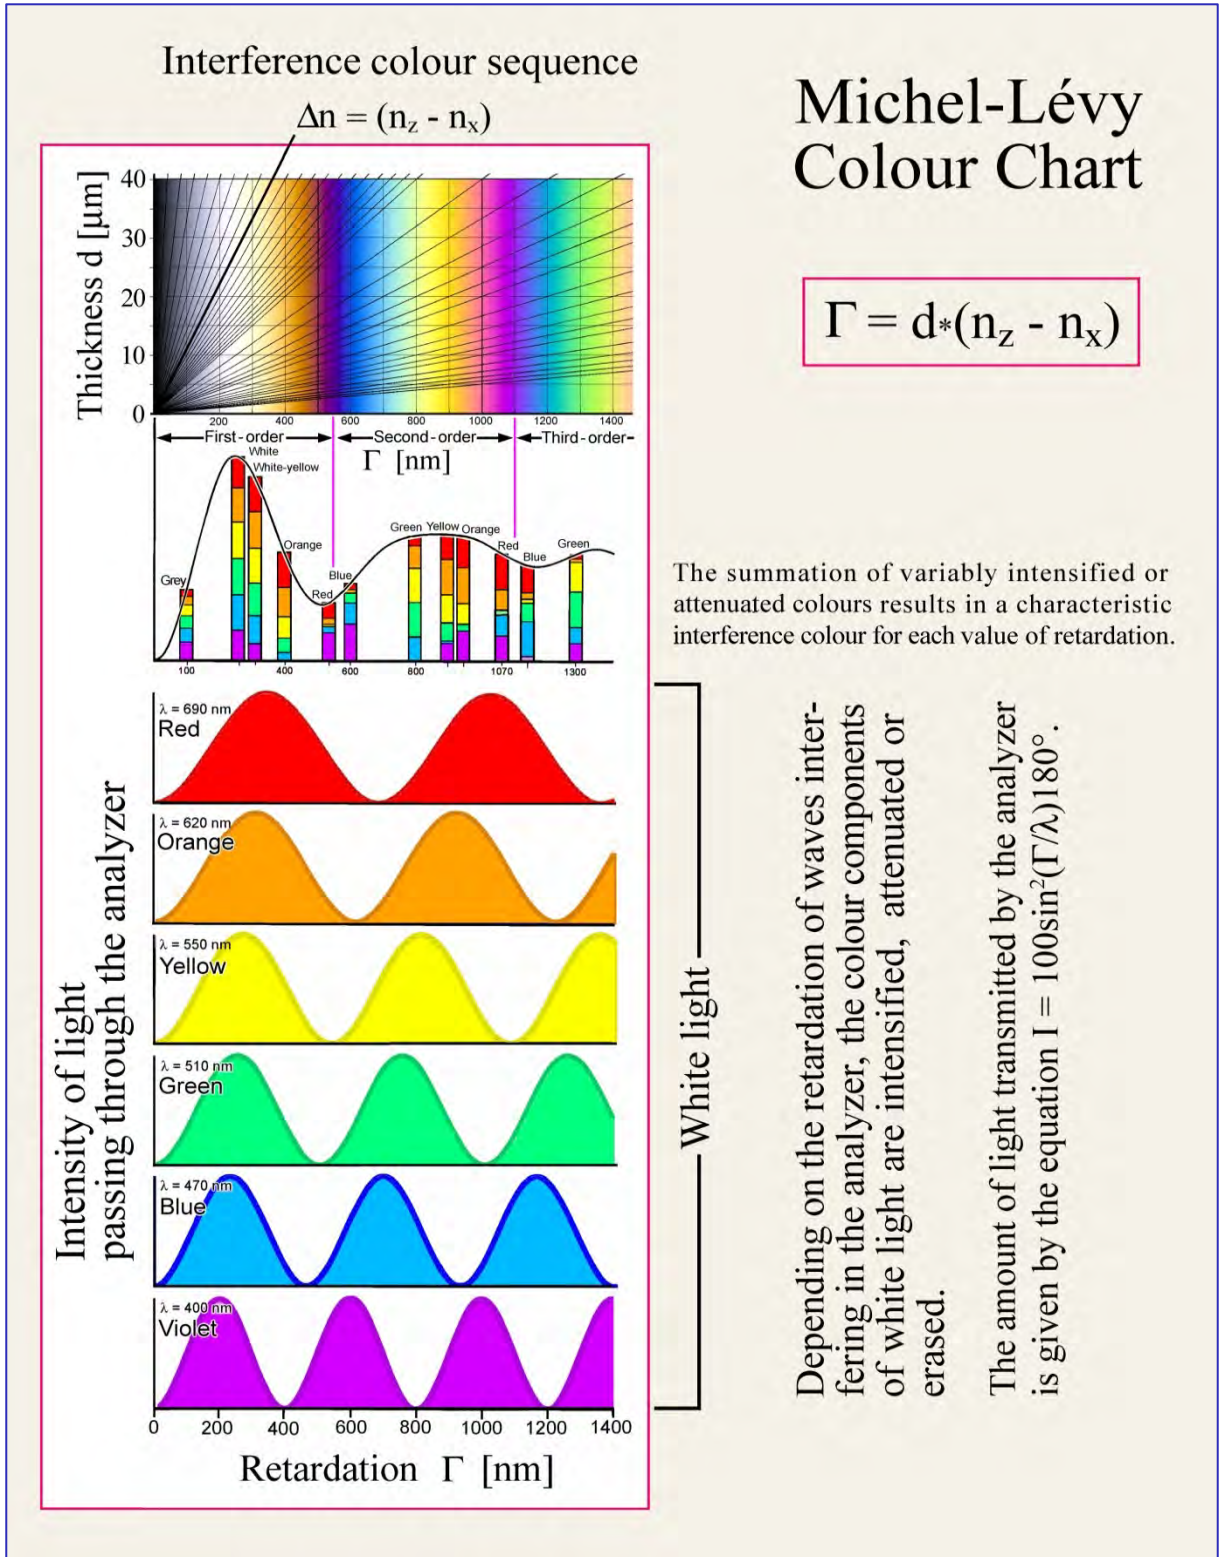 Interference colour sequence
Δn = (nz - nx)
Michel-Lévy
Colour Chart
Γ = d*(nz - nx)
Thickness d [µm]
40
30
20
10
0
200 400 600 800 1000 1200 1400
First-order Second-order Third-order
Γ [nm]
White
White-yellow
Orange
Grey
Red
Blue
Green Yellow Orange
Red
Blue
Green
100 400 600 800 1070 1300
The summation of variably intensified or
attenuated colours results in a characteristic
interference colour for each value of retardation.
Intensity of light
passing through the analyzer
λ = 690 nm
Red
λ = 620 nm
Orange
λ = 550 nm
Yellow
λ = 510 nm
Green
λ = 470 nm
Blue
λ = 400 nm
Violet
0 200 400 600 800 1000 1200 1400
Retardation Γ [nm]
White light
Depending on the retardation of waves inter-
fering in the analyzer, the colour components
of white light are intensified, attenuated or
erased.
The amount of light transmitted by the analyzer
is given by the equation I = 100sin²(Γ/λ)180°.